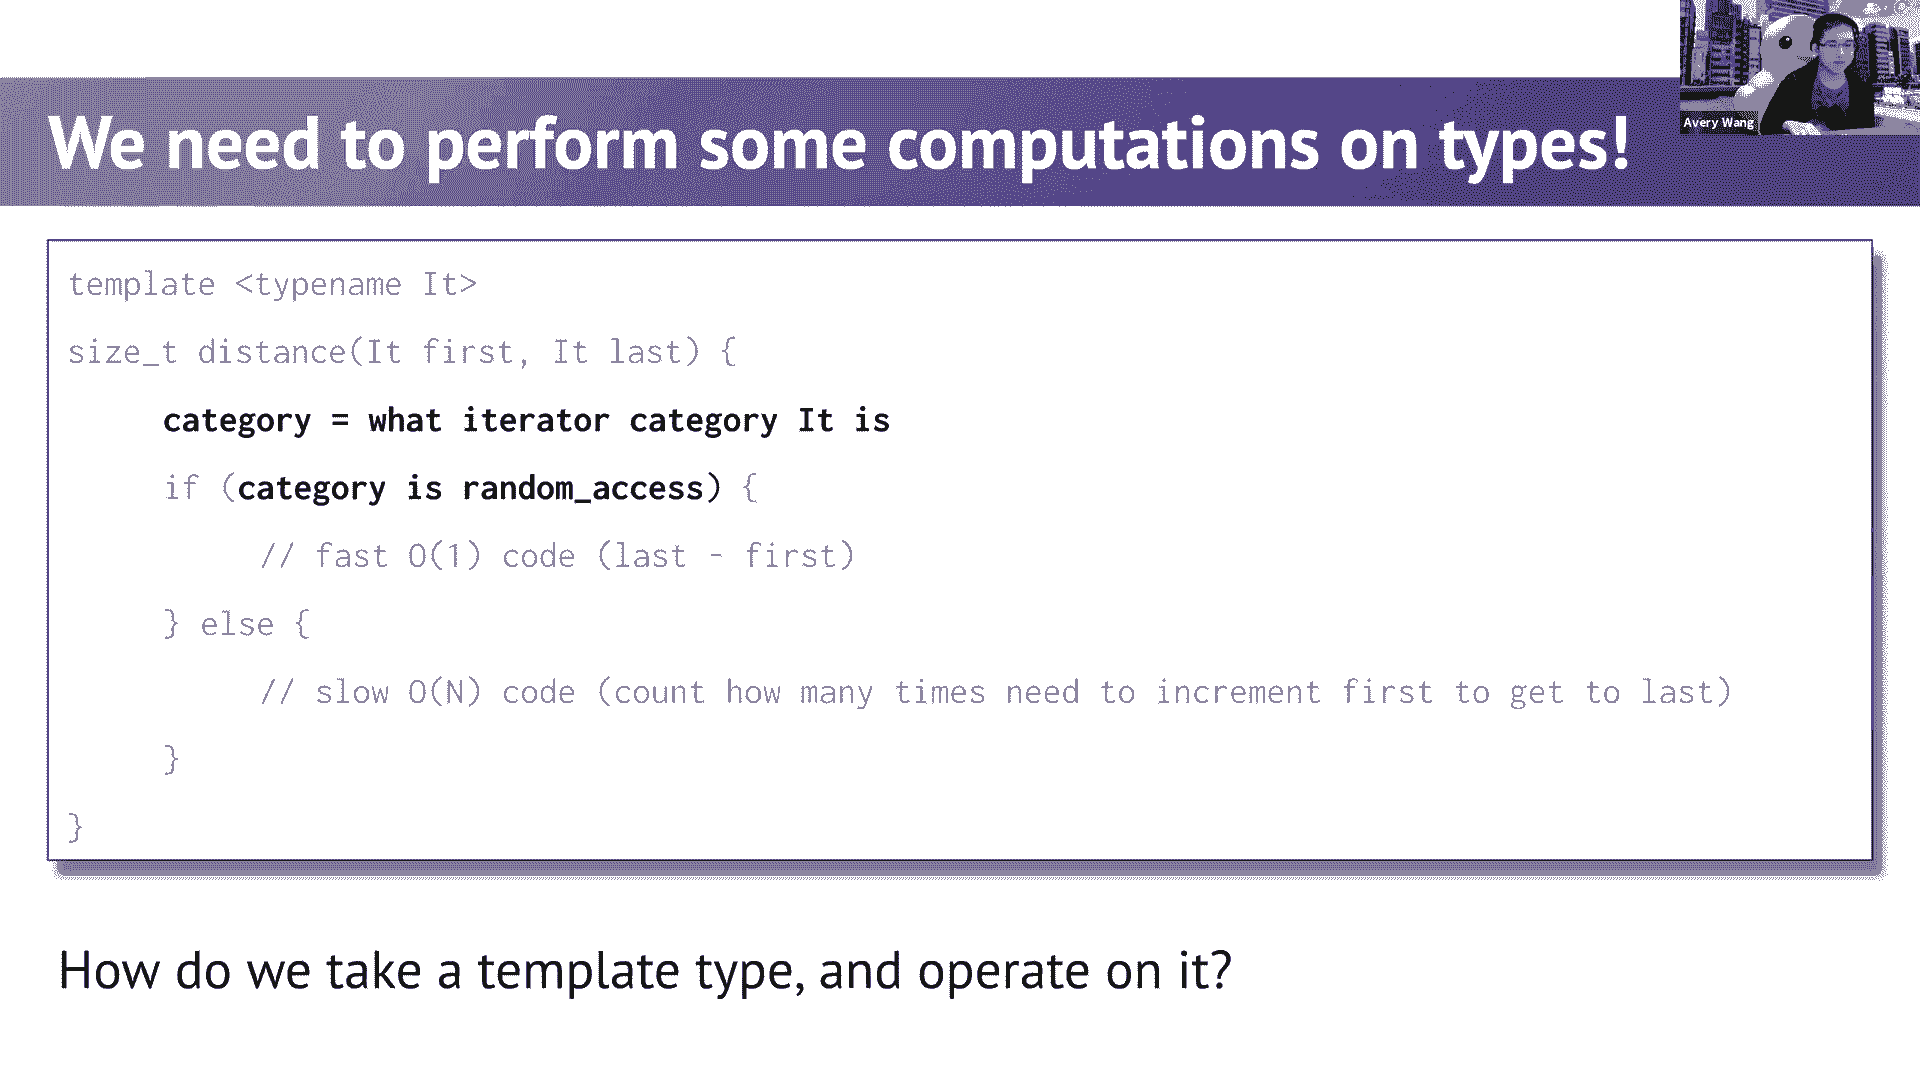 Avery Wang
We need to perform some computations on types!
template <typename It>
size_t distance(It first, It last) {
category = what iterator category It is
if (category is random_access) {
// fast O(1) code (last - first)
} else {
// slow O(N) code (count how many times need to increment first to get to last)
}
}
How do we take a template type, and operate on it?